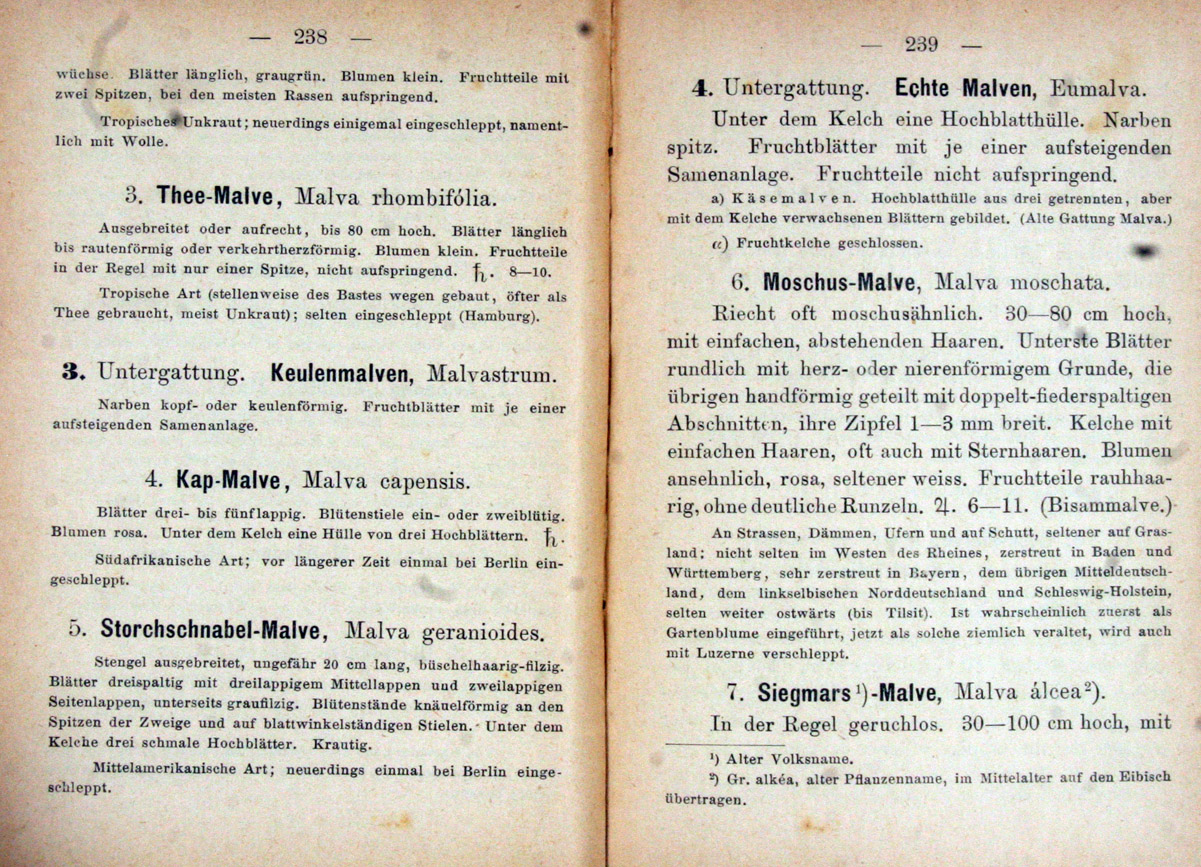 — 238 —
wüchse. Blätter länglich, graugrün. Blumen klein. Fruchtteile mit
zwei Spitzen, bei den meisten Rassen aufspringend.
Tropisches Unkraut; neuerdings einigemal eingeschleppt, nament-
lich mit Wolle.
3. Thee-Malve, Malva rhombifólia.
Ausgebreitet oder aufrecht, bis 80 cm hoch. Blätter länglich
bis rautenförmig oder verkehrtherzförmig. Blumen klein. Fruchtteile
in der Regel mit nur einer Spitze, nicht aufspringend. ♄. 8—10.
Tropische Art (stellenweise des Bastes wegen gebaut, öfter als
Thee gebraucht, meist Unkraut); selten eingeschleppt (Hamburg).
3. Untergattung. Keulenmalven, Malvastrum.
Narben kopf- oder keulenförmig. Fruchtblätter mit je einer
aufsteigenden Samenanlage.
4. Kap-Malve, Malva capensis.
Blätter drei- bis fünflappig. Blütenstiele ein- oder zweiblütig.
Blumen rosa. Unter dem Kelch eine Hülle von drei Hochblättern. ♄.
Südafrikanische Art; vor längerer Zeit einmal bei Berlin ein-
geschleppt.
5. Storchschnabel-Malve, Malva geranioides.
Stengel ausgebreitet, ungefähr 20 cm lang, büschelhaarig-filzig.
Blätter dreispaltig mit dreilappigem Mittellappen und zweilappigen
Seitenlappen, unterseits graufilzig. Blütenstände knäuelförmig an den
Spitzen der Zweige und auf blattwinkelständigen Stielen. Unter dem
Kelche drei schmale Hochblätter. Krautig.
Mittelamerikanische Art; neuerdings einmal bei Berlin einge-
schleppt.
— 239 —
4. Untergattung. Echte Malven, Eumalva.
Unter dem Kelch eine Hochblatthülle. Narben
spitz. Fruchtblätter mit je einer aufsteigenden
Samenanlage. Fruchtteile nicht aufspringend.
a) Käsemalven. Hochblatthülle aus drei getrennten, aber
mit dem Kelche verwachsenen Blättern gebildet. (Alte Gattung Malva.)
α) Fruchtkelche geschlossen.
6. Moschus-Malve, Malva moschata.
Riecht oft moschusähnlich. 30—80 cm hoch,
mit einfachen, abstehenden Haaren. Unterste Blätter
rundlich mit herz- oder nierenförmigem Grunde, die
übrigen handförmig geteilt mit doppelt-fiederspaltigen
Abschnitten, ihre Zipfel 1—3 mm breit. Kelche mit
einfachen Haaren, oft auch mit Sternhaaren. Blumen
ansehnlich, rosa, seltener weiss. Fruchtteile rauhhaa-
rig, ohne deutliche Runzeln. ♃. 6—11. (Bisammalve.)
An Strassen, Dämmen, Ufern und auf Schutt, seltener auf Gras-
land; nicht selten im Westen des Rheines, zerstreut in Baden und
Württemberg, sehr zerstreut in Bayern, dem übrigen Mitteldeutsch-
land, dem linkselbischen Norddeutschland und Schleswig-Holstein,
selten weiter ostwärts (bis Tilsit). Ist wahrscheinlich zuerst als
Gartenblume eingeführt, jetzt als solche ziemlich veraltet, wird auch
mit Luzerne verschleppt.
7. Siegmars¹)-Malve, Malva álcea²).
In der Regel geruchlos. 30—100 cm hoch, mit
¹) Alter Volksname.
²) Gr. alkéa, alter Pflanzenname, im Mittelalter auf den Eibisch
übertragen.